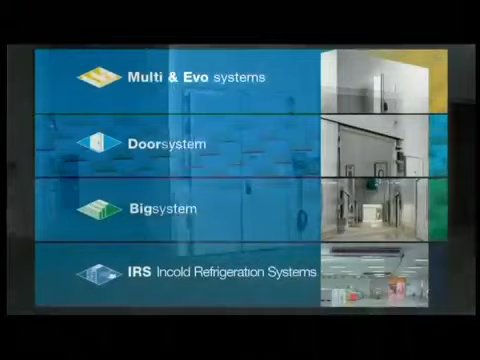 Multi & Evo systems
Doorsystem
Bigsystem
IRS Incold Refrigeration Systems